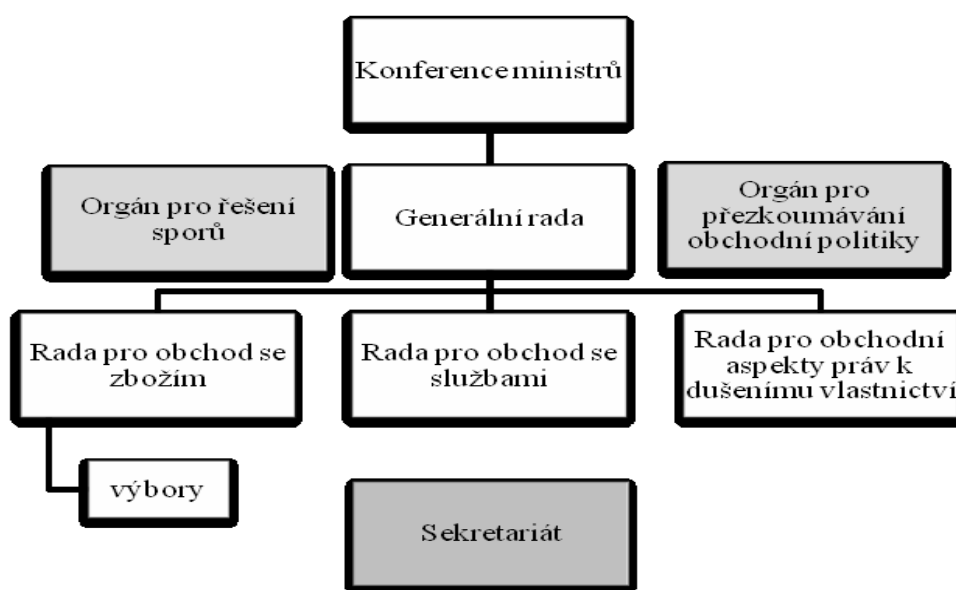 Konference ministrů
Orgán pro řešení
sporů
Generální rada
Orgán pro
přezkoumávání
obchodní politiky
Rada pro obchod se
zbožím
Rada pro obchod se
službami
Rada pro obchodní
aspekty práv k
dušenímu vlastnictví
výbory
Sekretariát